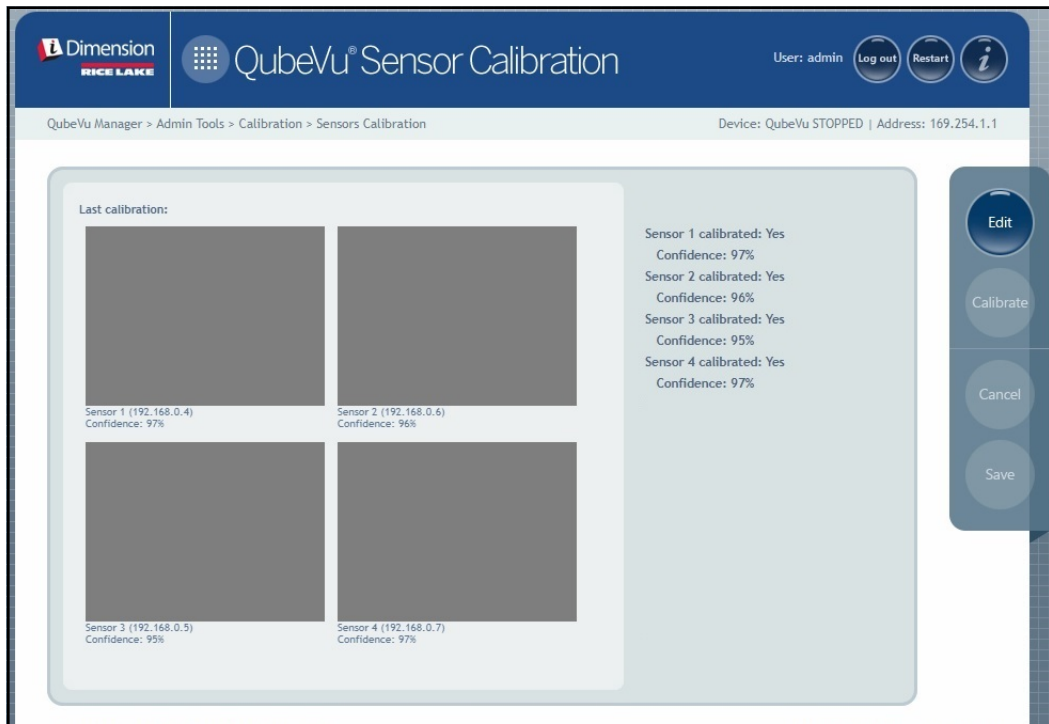 i Dimension
RICE LAKE
QubeVu® Sensor Calibration
User: admin
Log out
Restart
i
QubeVu Manager > Admin Tools > Calibration > Sensors Calibration
Device: QubeVu STOPPED | Address: 169.254.1.1
Last calibration:
Sensor 1 (192.168.0.4)
Confidence: 97%
Sensor 2 (192.168.0.6)
Confidence: 96%
Sensor 3 (192.168.0.5)
Confidence: 95%
Sensor 4 (192.168.0.7)
Confidence: 97%
Sensor 1 calibrated: Yes
Confidence: 97%
Sensor 2 calibrated: Yes
Confidence: 96%
Sensor 3 calibrated: Yes
Confidence: 95%
Sensor 4 calibrated: Yes
Confidence: 97%
Edit
Calibrate
Cancel
Save